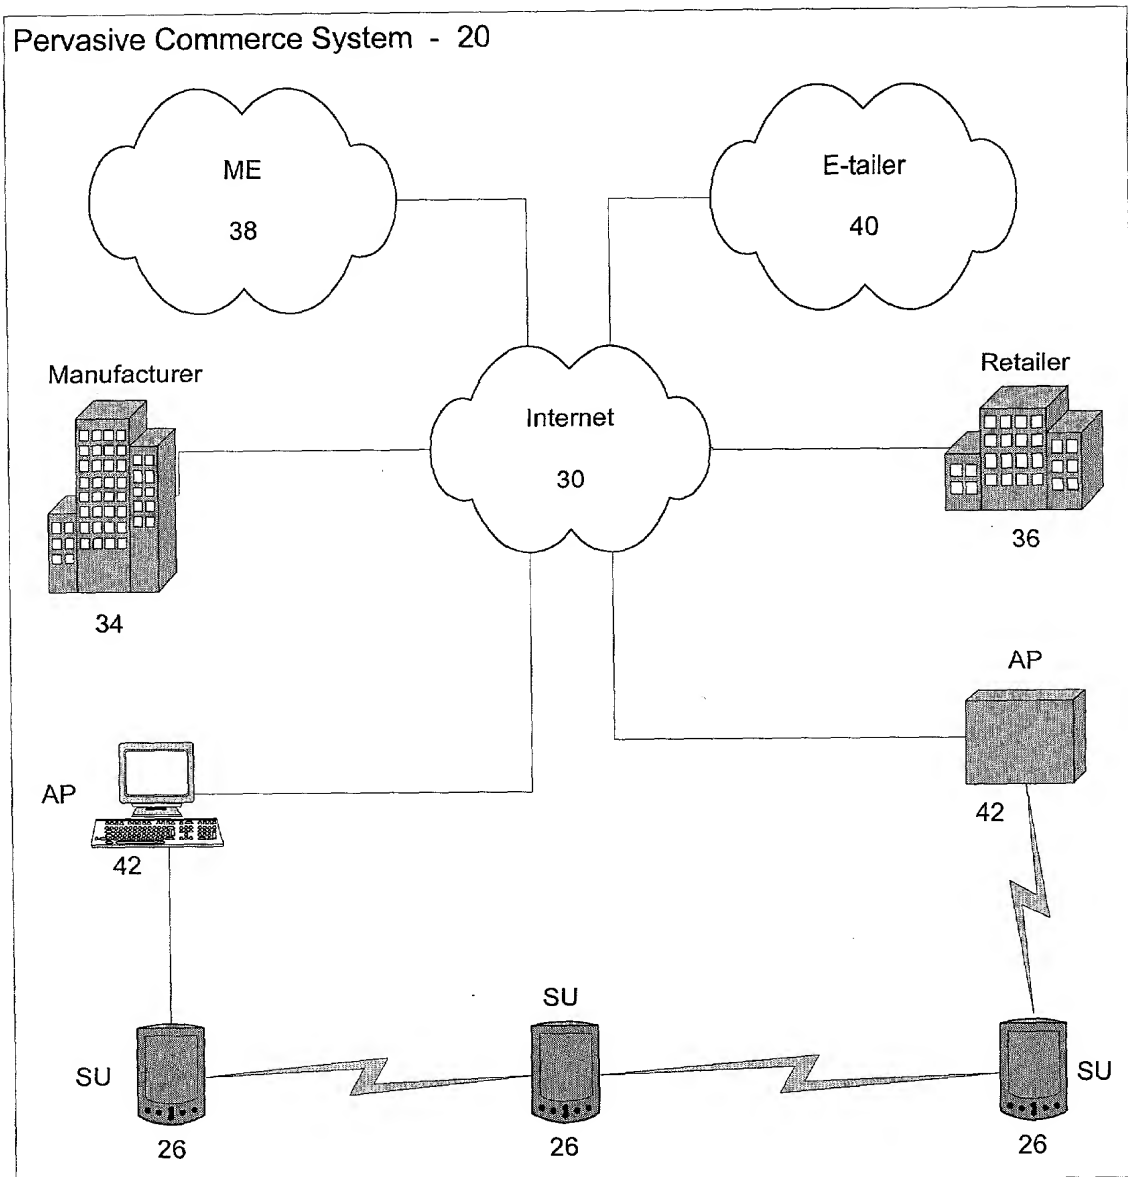 Pervasive Commerce System - 20
ME
38
E-tailer
40
Manufacturer
34
Internet
30
Retailer
36
AP
42
AP
42
SU
26
SU
26
SU
26